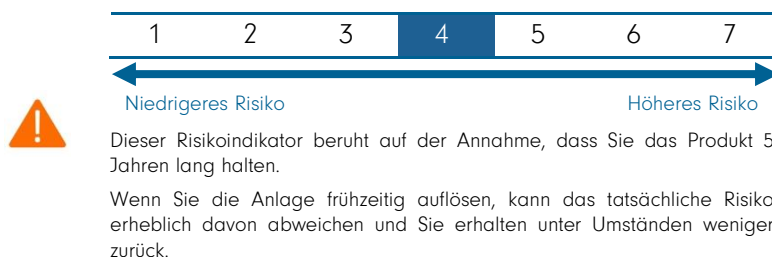 1 2 3 4 5 6 7
Niedrigeres Risiko Höheres Risiko
Dieser Risikoindikator beruht auf der Annahme, dass Sie das Produkt 5
Jahren lang halten.
Wenn Sie die Anlage frühzeitig auflösen, kann das tatsächliche Risiko
erheblich davon abweichen und Sie erhalten unter Umständen weniger
zurück.